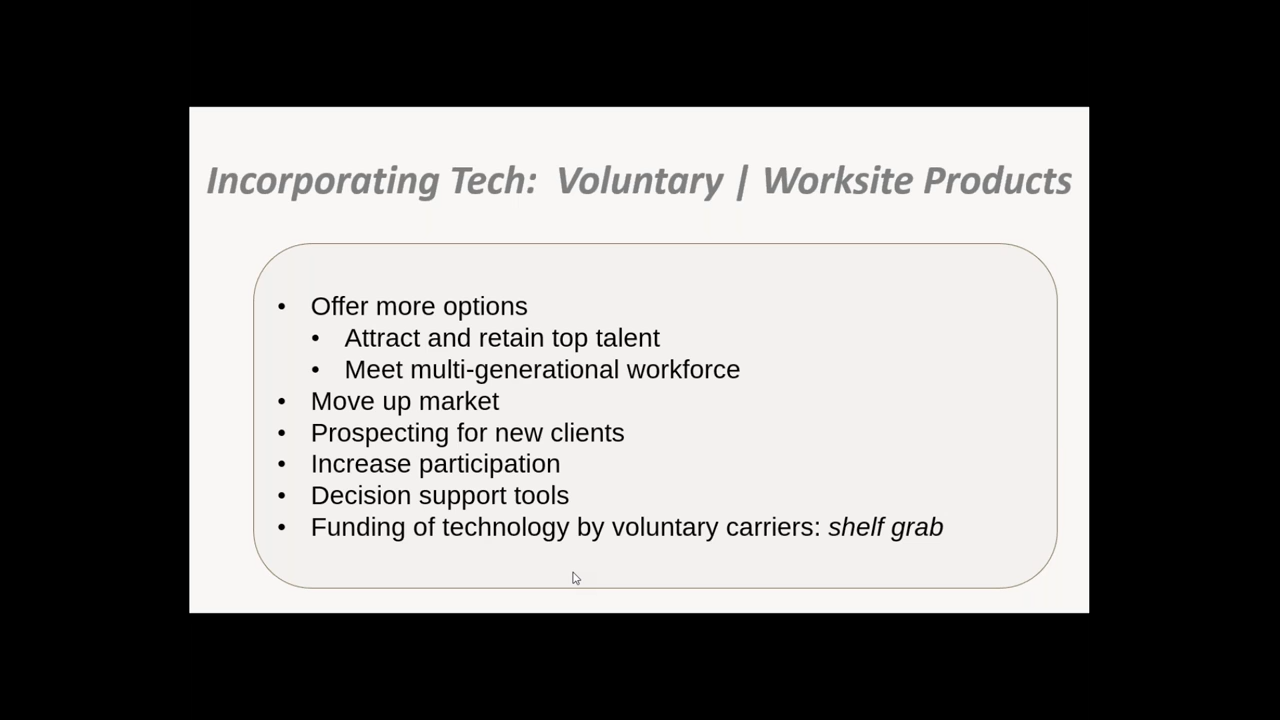 Incorporating Tech:  Voluntary | Worksite Products
• Offer more options
• Attract and retain top talent
• Meet multi-generational workforce
• Move up market
• Prospecting for new clients
• Increase participation
• Decision support tools
• Funding of technology by voluntary carriers: shelf grab